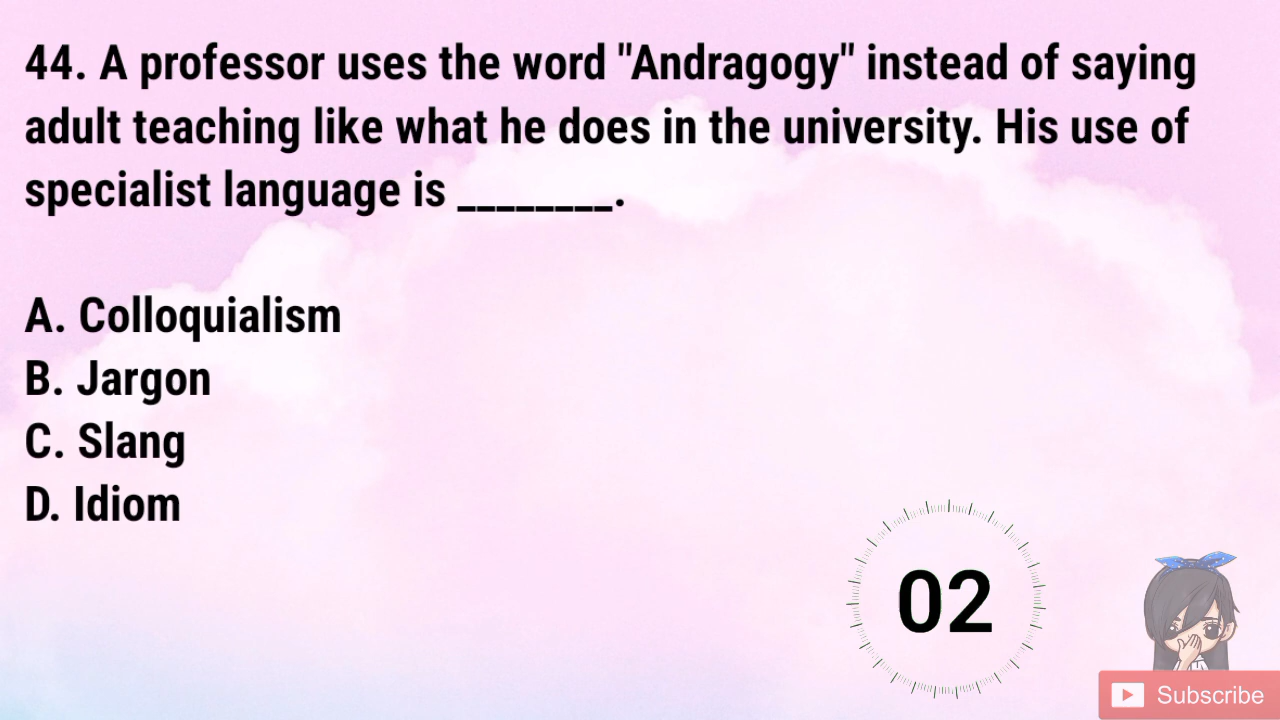 44. A professor uses the word "Andragogy" instead of saying
adult teaching like what he does in the university. His use of
specialist language is ________.
A. Colloquialism
B. Jargon
C. Slang
D. Idiom
02
Subscribe